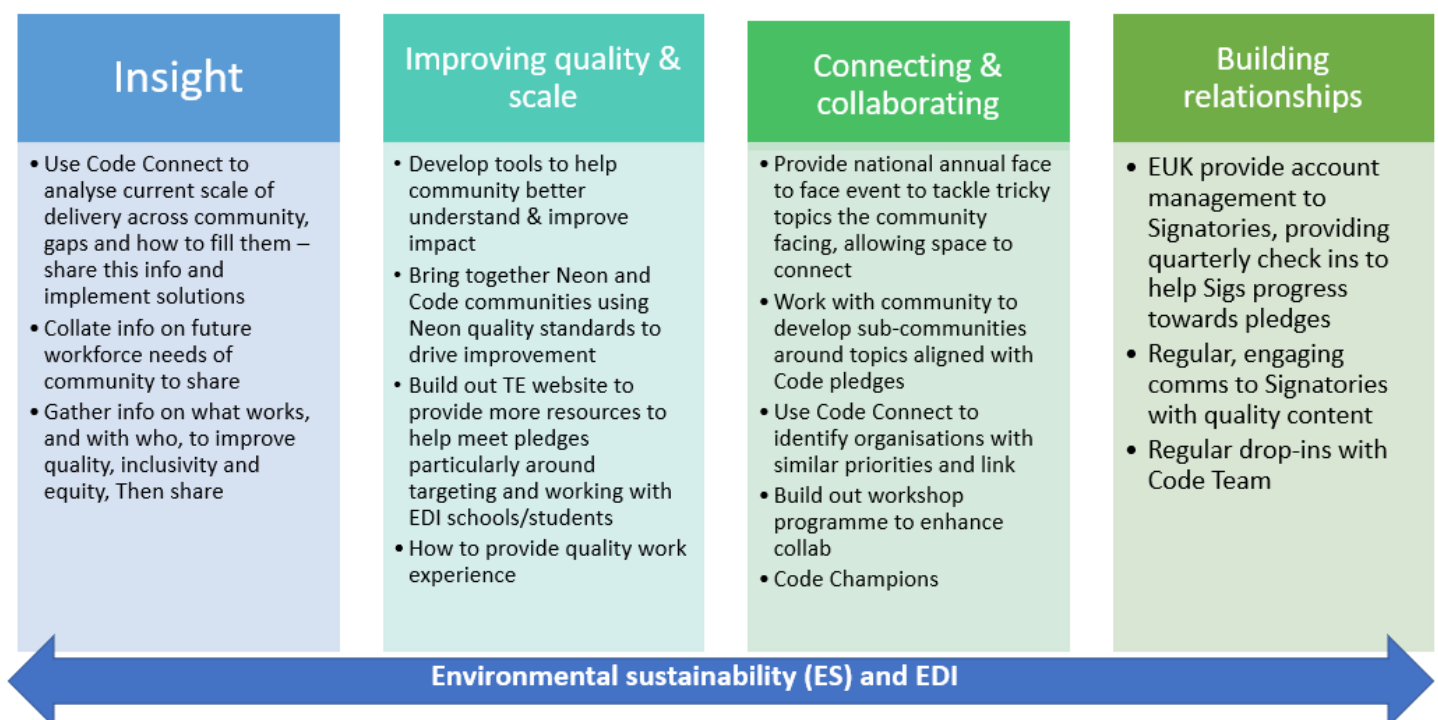 Insight
• Use Code Connect to
analyse current scale of
delivery across community,
gaps and how to fill them –
share this info and
implement solutions
• Collate info on future
workforce needs of
community to share
• Gather info on what works,
and with who, to improve
quality, inclusivity and
equity, Then share
Improving quality &
scale
• Develop tools to help
community better
understand & improve
impact
• Bring together Neon and
Code communities using
Neon quality standards to
drive improvement
• Build out TE website to
provide more resources to
help meet pledges
particularly around
targeting and working with
EDI schools/students
• How to provide quality work
experience
Connecting &
collaborating
• Provide national annual face
to face event to tackle tricky
topics the community
facing, allowing space to
connect
• Work with community to
develop sub-communities
around topics aligned with
Code pledges
• Use Code Connect to
identify organisations with
similar priorities and link
• Build out workshop
programme to enhance
collab
• Code Champions
Building
relationships
• EUK provide account
management to
Signatories, providing
quarterly check ins to
help Sigs progress
towards pledges
• Regular, engaging
comms to Signatories
with quality content
• Regular drop-ins with
Code Team
Environmental sustainability (ES) and EDI